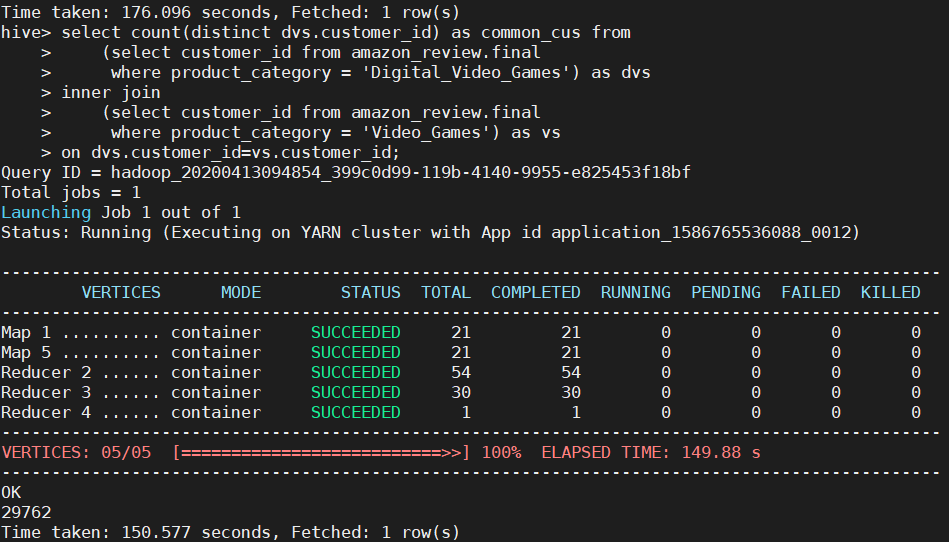 Time taken: 176.096 seconds, Fetched: 1 row(s)
hive> select count(distinct dvs.customer_id) as common_cus from
    >     (select customer_id from amazon_review.final
    >      where product_category = 'Digital_Video_Games') as dvs
    > inner join
    >     (select customer_id from amazon_review.final
    >      where product_category = 'Video_Games') as vs
    > on dvs.customer_id=vs.customer_id;
Query ID = hadoop_20200413094854_399c0d99-119b-4140-9955-e825453f18bf
Total jobs = 1
Launching Job 1 out of 1
Status: Running (Executing on YARN cluster with App id application_1586765536088_0012)
----------------------------------------------------------------------------------------------
        VERTICES      MODE        STATUS  TOTAL  COMPLETED  RUNNING  PENDING  FAILED  KILLED
----------------------------------------------------------------------------------------------
Map 1 .......... container     SUCCEEDED     21         21        0        0       0       0
Map 5 .......... container     SUCCEEDED     21         21        0        0       0       0
Reducer 2 ...... container     SUCCEEDED     54         54        0        0       0       0
Reducer 3 ...... container     SUCCEEDED     30         30        0        0       0       0
Reducer 4 ...... container     SUCCEEDED      1          1        0        0       0       0
----------------------------------------------------------------------------------------------
VERTICES: 05/05  [==========================>>] 100%  ELAPSED TIME: 149.88 s
----------------------------------------------------------------------------------------------
OK
29762
Time taken: 150.577 seconds, Fetched: 1 row(s)